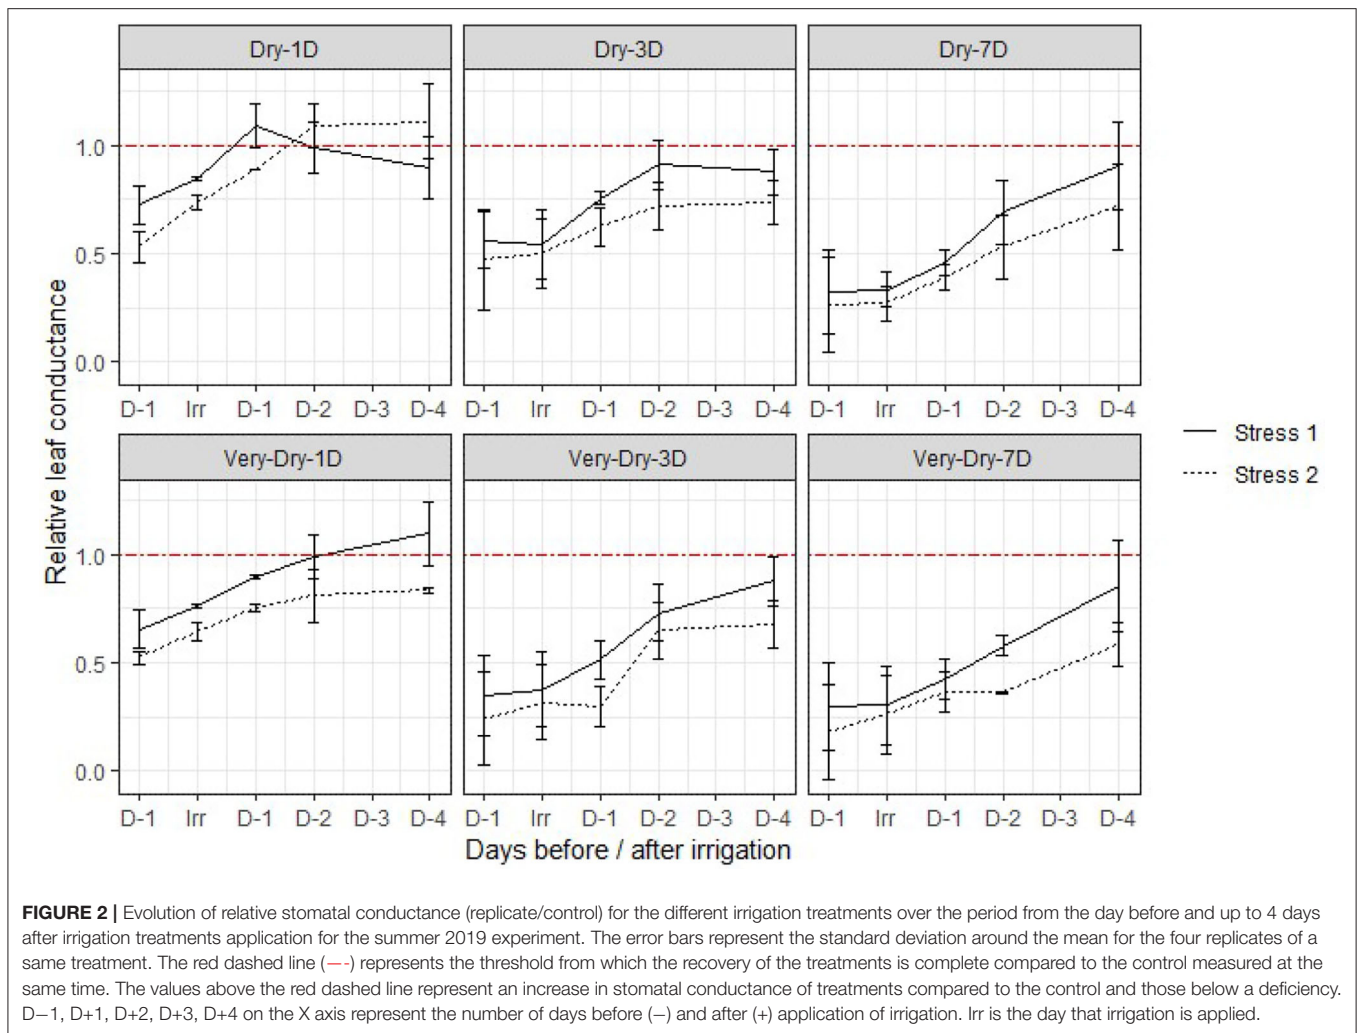 Dry-1D Dry-3D Dry-7D
Relative leaf conductance
1.0
0.5
0.0
D-1 Irr D-1 D-2 D-3 D-4 D-1 Irr D-1 D-2 D-3 D-4 D-1 Irr D-1 D-2 D-3 D-4
Stress 1
Stress 2
Very-Dry-1D Very-Dry-3D Very-Dry-7D
1.0
0.5
0.0
D-1 Irr D-1 D-2 D-3 D-4 D-1 Irr D-1 D-2 D-3 D-4 D-1 Irr D-1 D-2 D-3 D-4
Days before / after irrigation
FIGURE 2 | Evolution of relative stomatal conductance (replicate/control) for the different irrigation treatments over the period from the day before and up to 4 days
after irrigation treatments application for the summer 2019 experiment. The error bars represent the standard deviation around the mean for the four replicates of a
same treatment. The red dashed line (—-) represents the threshold from which the recovery of the treatments is complete compared to the control measured at the
same time. The values above the red dashed line represent an increase in stomatal conductance of treatments compared to the control and those below a deficiency.
D−1, D+1, D+2, D+3, D+4 on the X axis represent the number of days before (−) and after (+) application of irrigation. Irr is the day that irrigation is applied.